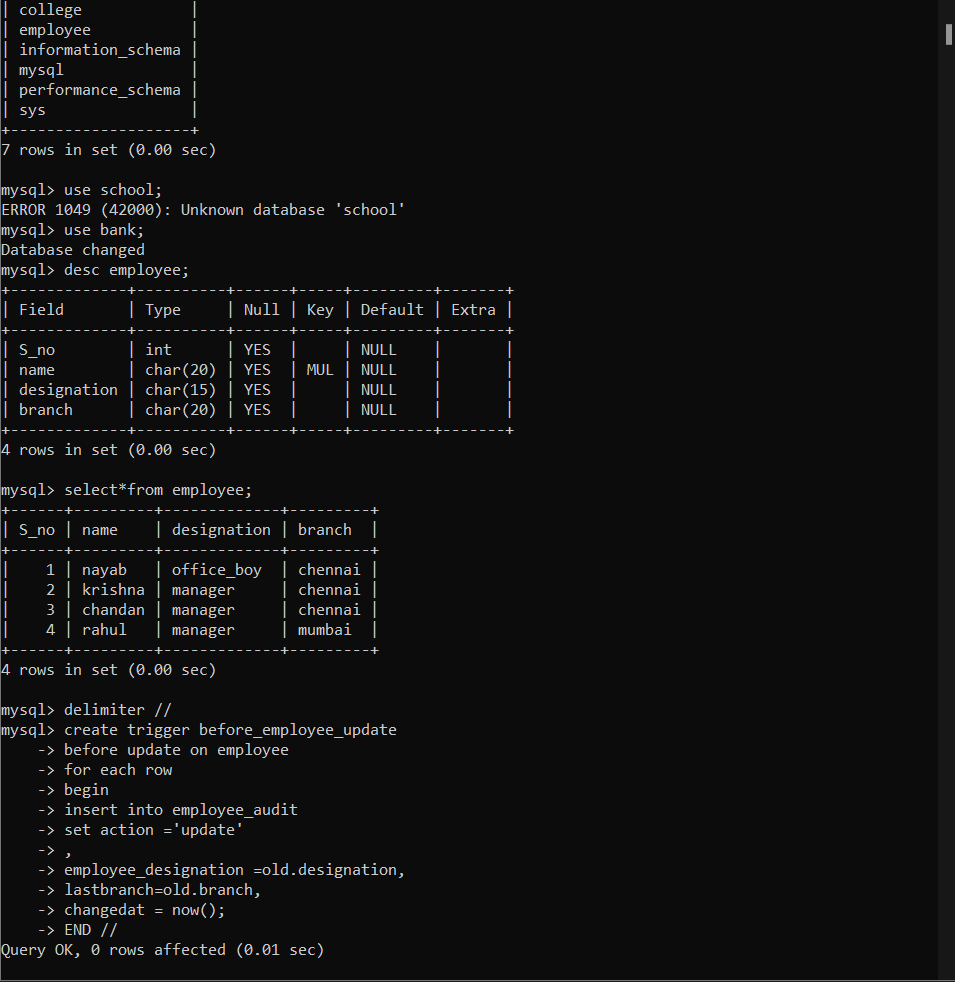 | college            |
| employee           |
| information_schema |
| mysql              |
| performance_schema |
| sys                |
+--------------------+
7 rows in set (0.00 sec)

mysql> use school;
ERROR 1049 (42000): Unknown database 'school'
mysql> use bank;
Database changed
mysql> desc employee;
+-------------+----------+------+-----+---------+-------+
| Field       | Type     | Null | Key | Default | Extra |
+-------------+----------+------+-----+---------+-------+
| S_no        | int      | YES  |     | NULL    |       |
| name        | char(20) | YES  | MUL | NULL    |       |
| designation | char(15) | YES  |     | NULL    |       |
| branch      | char(20) | YES  |     | NULL    |       |
+-------------+----------+------+-----+---------+-------+
4 rows in set (0.00 sec)

mysql> select*from employee;
+------+---------+-------------+---------+
| S_no | name    | designation | branch  |
+------+---------+-------------+---------+
|    1 | nayab   | office_boy  | chennai |
|    2 | krishna | manager     | chennai |
|    3 | chandan | manager     | chennai |
|    4 | rahul   | manager     | mumbai  |
+------+---------+-------------+---------+
4 rows in set (0.00 sec)

mysql> delimiter //
mysql> create trigger before_employee_update
    -> before update on employee
    -> for each row
    -> begin
    -> insert into employee_audit
    -> set action ='update'
    -> ,
    -> employee_designation =old.designation,
    -> lastbranch=old.branch,
    -> changedat = now();
    -> END //
Query OK, 0 rows affected (0.01 sec)